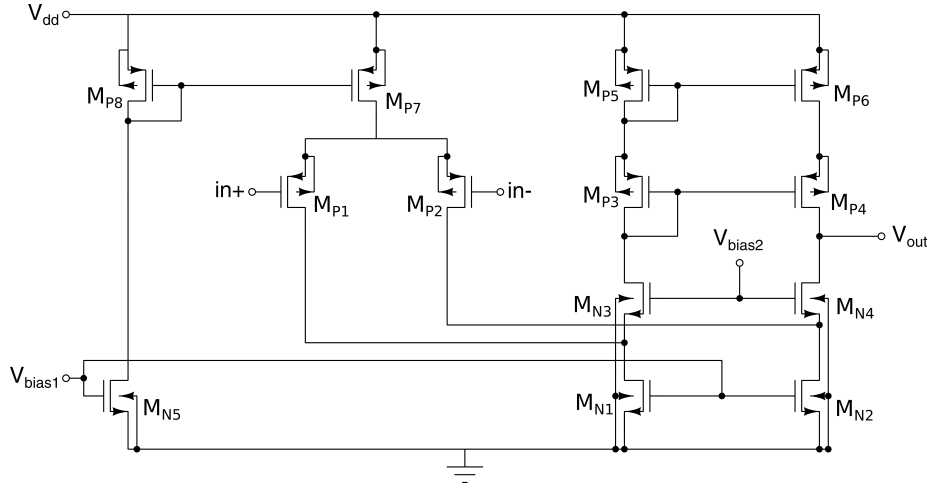 Vdd
MP8
MP7
MP5
MP6
in+
MP1
MP2
in-
MP3
MP4
Vbias2
Vout
MN3
MN4
Vbias1
MN5
MN1
MN2